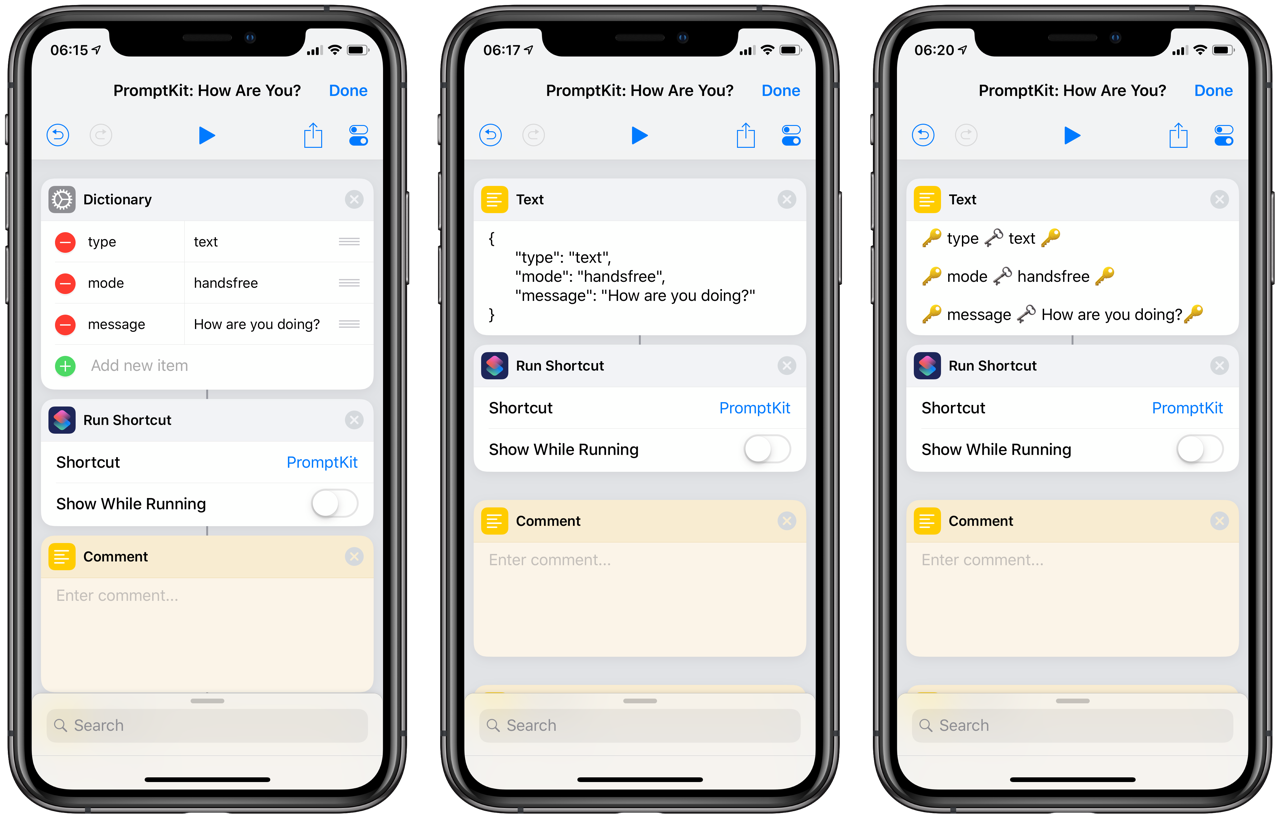 06:15
PromptKit: How Are You?
Done
Dictionary
type
text
mode
handsfree
message
How are you doing?
Add new item
Run Shortcut
Shortcut
PromptKit
Show While Running
Comment
Enter comment...
Search
06:17
PromptKit: How Are You?
Done
Text
{
"type": "text",
"mode": "handsfree",
"message": "How are you doing?"
}
Run Shortcut
Shortcut
PromptKit
Show While Running
Comment
Enter comment...
Search
06:20
PromptKit: How Are You?
Done
Text
🔑 type 🗝 text 🔑
🔑 mode 🗝 handsfree 🔑
🔑 message 🗝 How are you doing?🔑
Run Shortcut
Shortcut
PromptKit
Show While Running
Comment
Enter comment...
Search